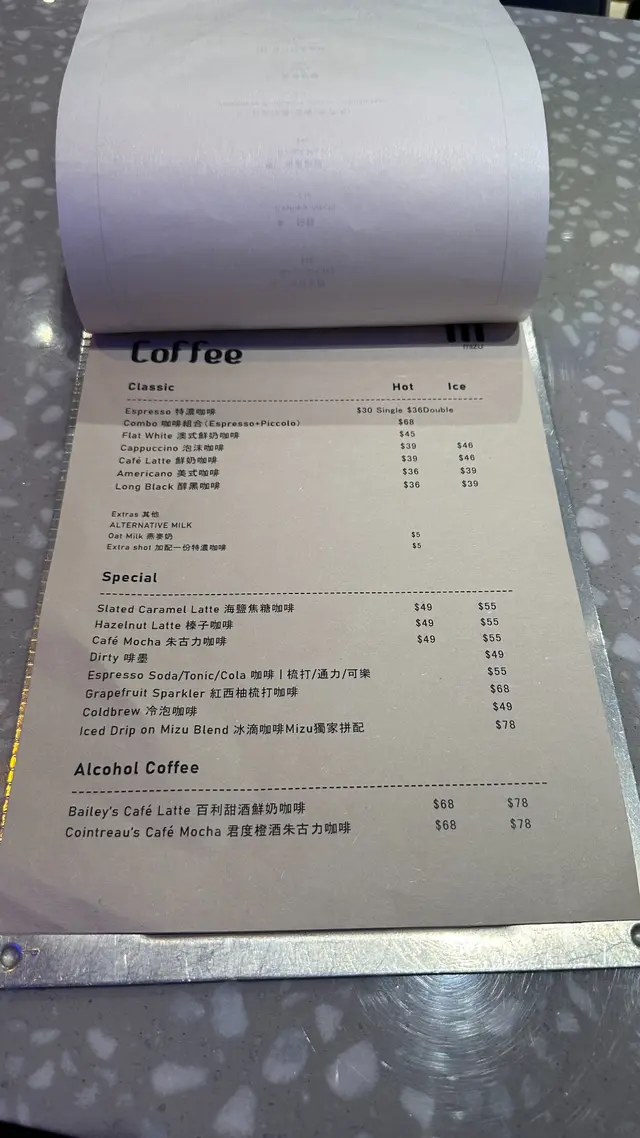 Coffee
mizu
Classic Hot Ice
Espresso 特濃咖啡 $30 Single $36Double
Combo 咖啡組合(Espresso+Piccolo) $68
Flat White 澳式鮮奶咖啡 $45
Cappuccino 泡沫咖啡 $39 $46
Café Latte 鮮奶咖啡 $39 $46
Americano 美式咖啡 $36 $39
Long Black 醇黑咖啡 $36 $39
Extras 其他
ALTERNATIVE MILK
Oat Milk 燕麥奶 $5
Extra shot 加配一份特濃咖啡 $5
Special
Slated Caramel Latte 海鹽焦糖咖啡 $49 $55
Hazelnut Latte 榛子咖啡 $49 $55
Café Mocha 朱古力咖啡 $49 $55
Dirty 啡墨 $49
Espresso Soda/Tonic/Cola 咖啡 | 梳打/通力/可樂 $55
Grapefruit Sparkler 紅西柚梳打咖啡 $68
Coldbrew 冷泡咖啡 $49
Iced Drip on Mizu Blend 冰滴咖啡Mizu獨家拼配 $78
Alcohol Coffee
Bailey's Café Latte 百利甜酒鮮奶咖啡 $68 $78
Cointreau's Café Mocha 君度橙酒朱古力咖啡 $68 $78